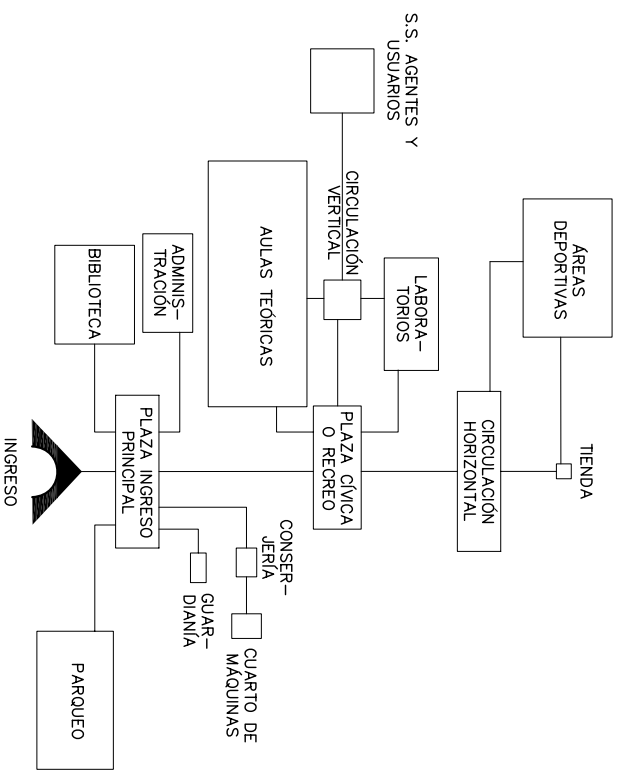 S.S. AGENTES Y
USUARIOS
CIRCULACIÓN
VERTICAL
ÁREAS
DEPORTIVAS
LABORA–
TORIOS
AULAS TEÓRICAS
TIENDA
CIRCULACIÓN
HORIZONTAL
PLAZA CÍVICA
O RECREO
ADMINIS–
TRACIÓN
BIBLIOTECA
PLAZA INGRESO
PRINCIPAL
INGRESO
CONSER–
JERÍA
GUAR–
DIANÍA
CUARTO DE
MÁQUINAS
PARQUEO